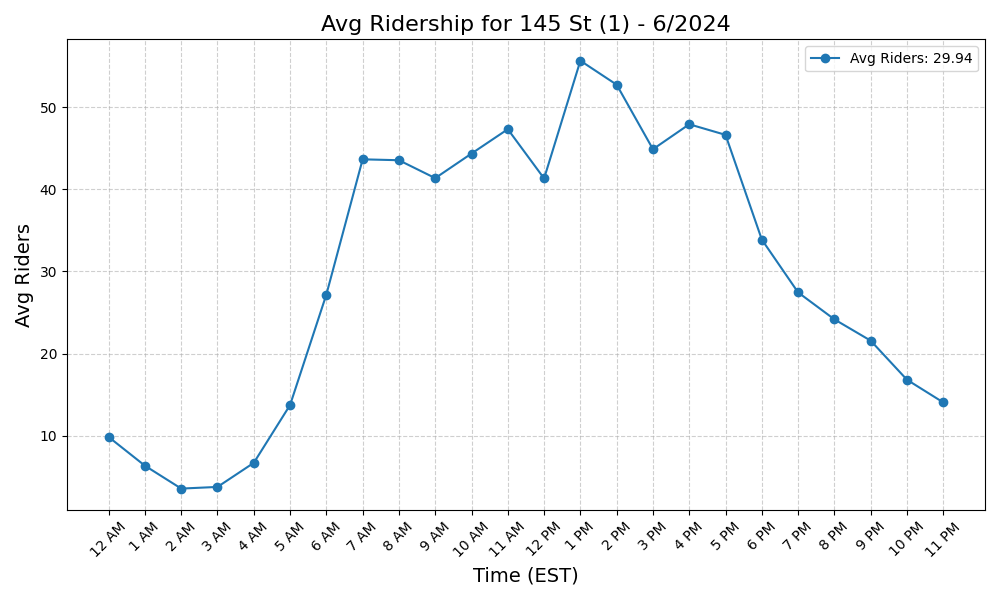 Avg Ridership for 145 St (1) - 6/2024
Avg Riders: 29.94
Avg Riders
50
40
30
20
10
12 AM
1 AM
2 AM
3 AM
4 AM
5 AM
6 AM
7 AM
8 AM
9 AM
10 AM
11 AM
12 PM
1 PM
2 PM
3 PM
4 PM
5 PM
6 PM
7 PM
8 PM
9 PM
10 PM
11 PM
Time (EST)